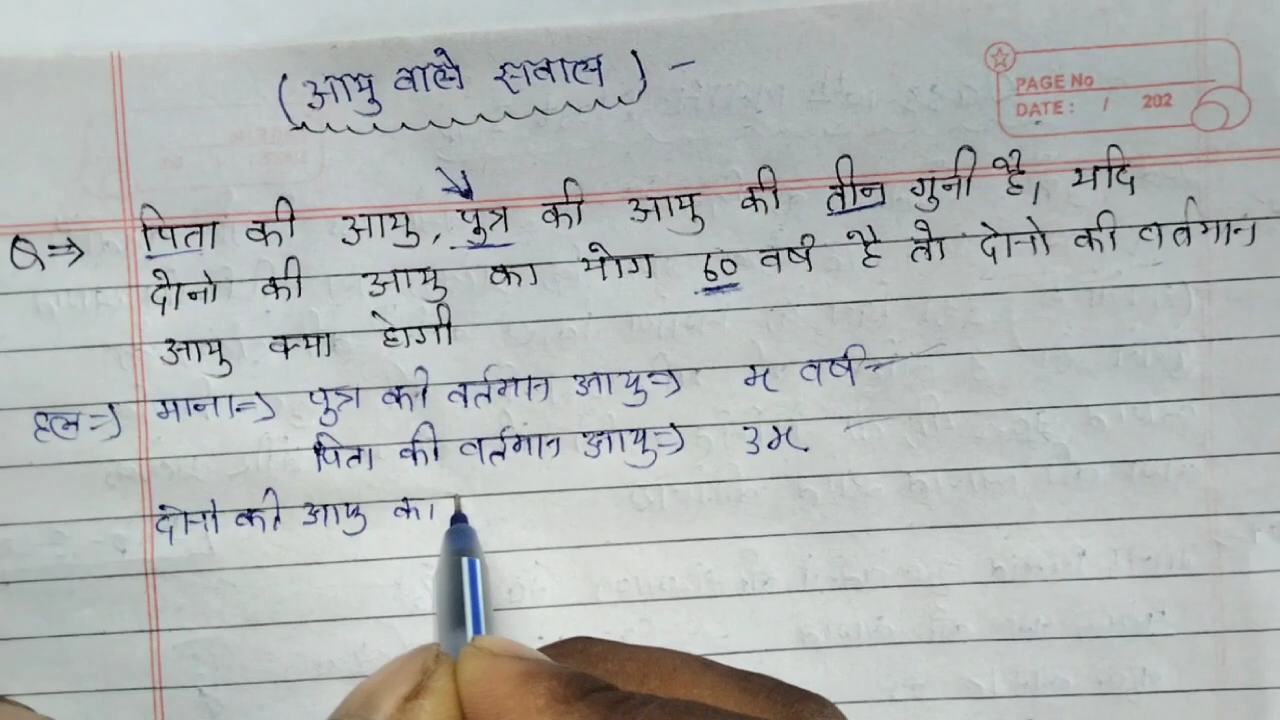 (आयु वाले सवाल) -
PAGE No
DATE : / 202
Q⇒ पिता की आयु, पुत्र की आयु की तीन गुनी है, यदि
दोनो की आयु का योग 60 वर्ष है तो दोनो की वर्तमान
आयु क्या होगी
हल⇒ माना⇒ पुत्र की वर्तमान आयु⇒ x वर्ष
पिता की वर्तमान आयु⇒ 3x
दोनो की आयु का